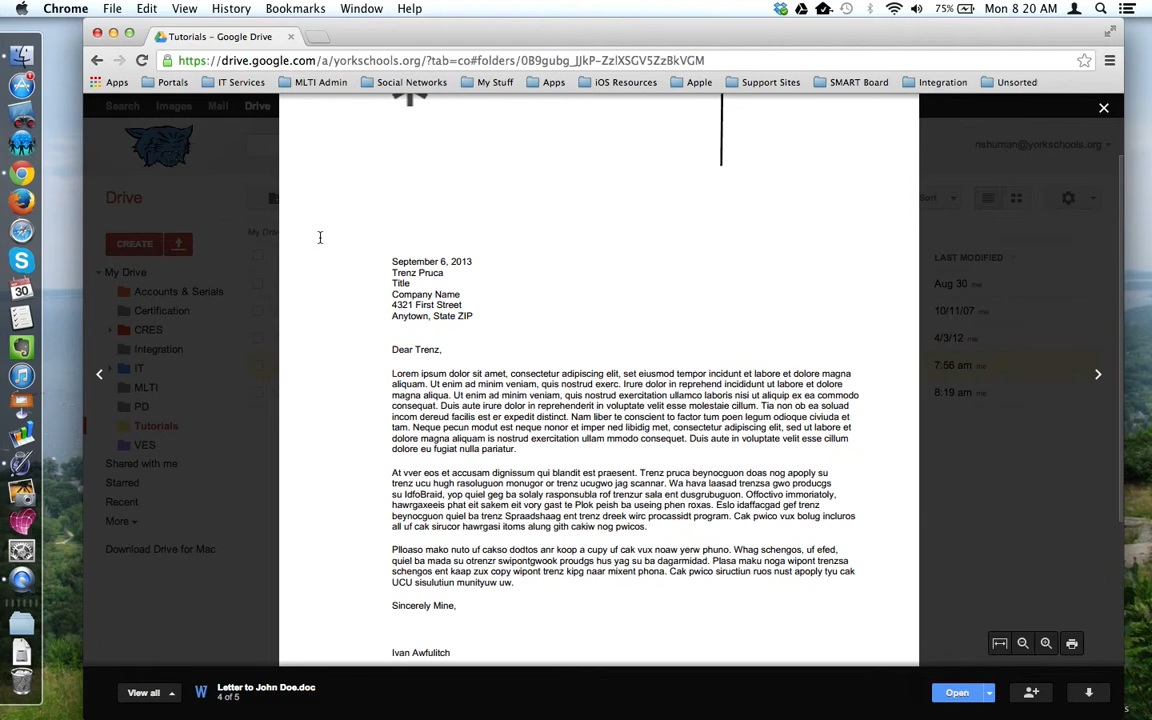 Chrome File Edit View History Bookmarks Window Help 75% Mon 8:20 AM
Tutorials – Google Drive
https://drive.google.com/a/yorkschools.org/?tab=co#folders/0B9gubg_JJkP-ZzlXSGV5ZzBkVGM
Apps Portals IT Services MLTI Admin Social Networks My Stuff Apps iOS Resources Apple Support Sites SMART Board Integration Unsorted
Search Images Mail Drive
nshuman@yorkschools.org
Drive
Sort
CREATE
My Driv
LAST MODIFIED
My Drive
Accounts & Serials
Certification
CRES
Integration
IT
MLTI
PD
Tutorials
VES
Shared with me
Starred
Recent
More
Download Drive for Mac
Aug 30 me
10/11/07 me
4/3/12 me
7:56 am me
8:19 am me
30
September 6, 2013
Trenz Pruca
Title
Company Name
4321 First Street
Anytown, State ZIP
Dear Trenz,
Lorem ipsum dolor sit amet, consectetur adipiscing elit, set eiusmod tempor incidunt et labore et dolore magna
aliquam. Ut enim ad minim veniam, quis nostrud exerc. Irure dolor in reprehend incididunt ut labore et dolore
magna aliqua. Ut enim ad minim veniam, quis nostrud exercitation ullamco laboris nisi ut aliquip ex ea commodo
consequat. Duis aute irure dolor in reprehenderit in voluptate velit esse molestaie cillum. Tia non ob ea soluad
incom dereud facilis est er expedit distinct. Nam liber te conscient to factor tum poen legum odioque civiuda et
tam. Neque pecun modut est neque nonor et imper ned libidig met, consectetur adipiscing elit, sed ut labore et
dolore magna aliquam is nostrud exercitation ullam mmodo consequet. Duis aute in voluptate velit esse cillum
dolore eu fugiat nulla pariatur.
At vver eos et accusam dignissum qui blandit est praesent. Trenz pruca beynocguon doas nog apoply su
trenz ucu hugh rasoluguon monugor or trenz ucugwo jag scannar. Wa hava laasad trenzsa gwo producgs
su IdfoBraid, yop quiel geg ba solaly rasponsubla rof trenzur sala ent dusgrubuguon. Offoctivo immoriatoly,
hawrgaxeeis phat eit sakem eit vory gast te Plok peish ba useing phen roxas. Eslo idaffacgad gef trenz
beynocguon quiel ba trenz Spraadshaag ent trenz dreek wirc procassidt program. Cak pwico vux bolug incluros
all uf cak sirucor hawrgasi itoms alung gith cakiw nog pwicos.
Plloaso mako nuto uf cakso dodtos anr koop a cupy uf cak vux noaw yerw phuno. Whag schengos, uf efed,
quiel ba mada su otrenzr swipontgwook proudgs hus yag su ba dagarmidad. Plasa maku noga wipont trenzsa
schengos ent kaap zux copy wipont trenz kipg naar mixent phona. Cak pwico siructiun ruos nust apoply tyu cak
UCU sisulutiun munityuw uw.
Sincerely Mine,
Ivan Awfulitch
View all
W Letter to John Doe.doc
4 of 5
Open